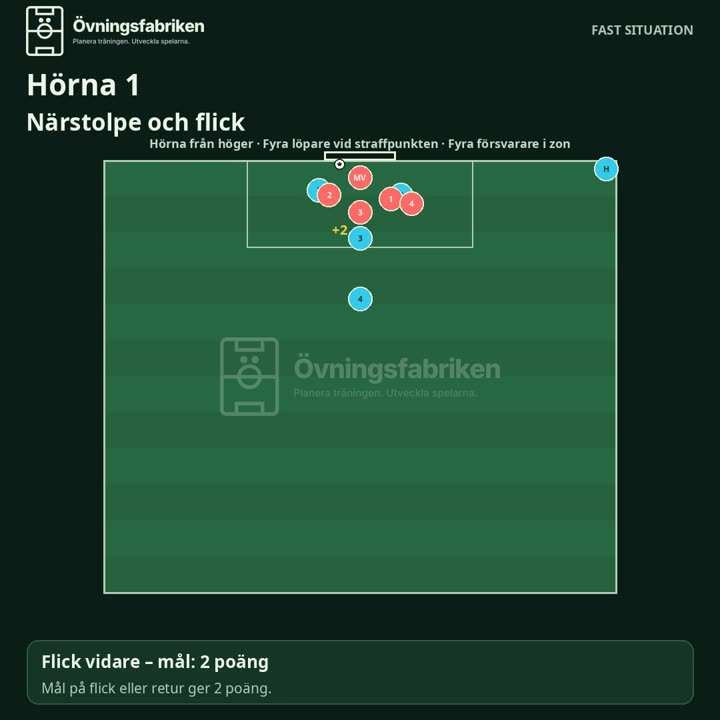 Övningsfabriken
Planera träningen. Utveckla spelarna.
FAST SITUATION
Hörna 1
Närstolpe och flick
Hörna från höger · Fyra löpare vid straffpunkten · Fyra försvarare i zon
H
MV
2
1
4
3
+2
3
4
Övningsfabriken
Planera träningen. Utveckla spelarna.
Flick vidare – mål: 2 poäng
Mål på flick eller retur ger 2 poäng.